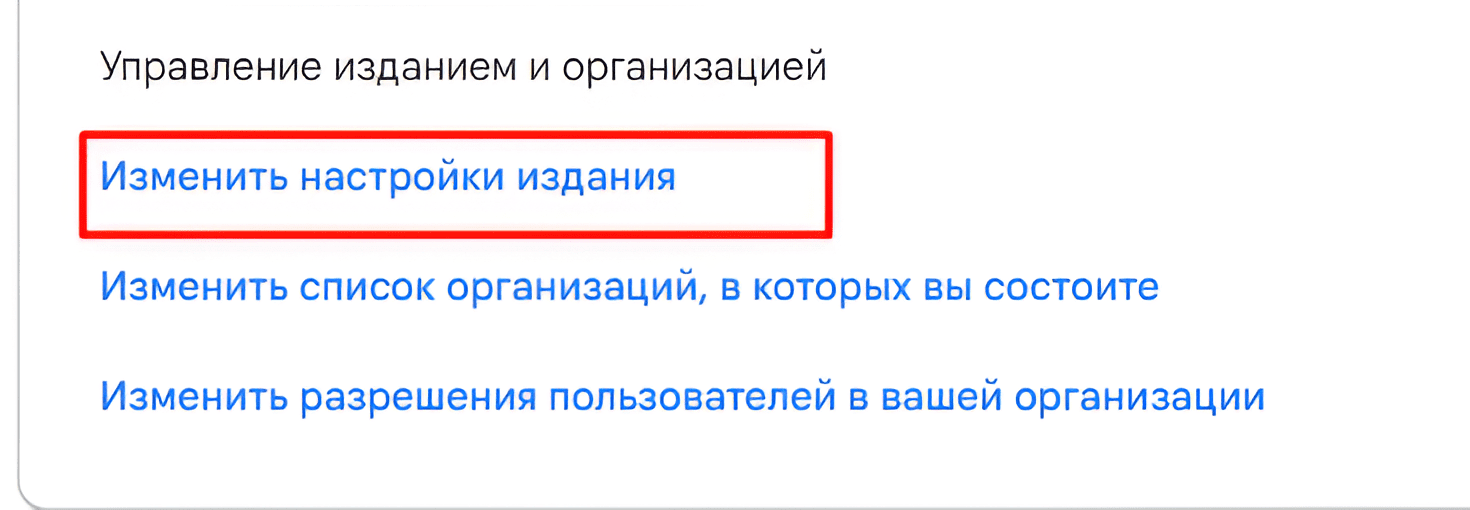 Управление изданием и организацией
Изменить настройки издания
Изменить список организаций, в которых вы состоите
Изменить разрешения пользователей в вашей организации